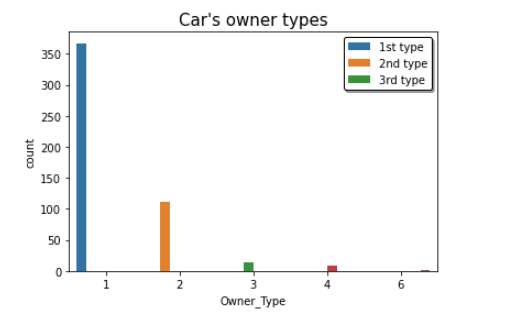 Car's owner types
1st type
2nd type
3rd type
350
300
250
200
150
100
50
0
count
1
2
3
4
6
Owner_Type